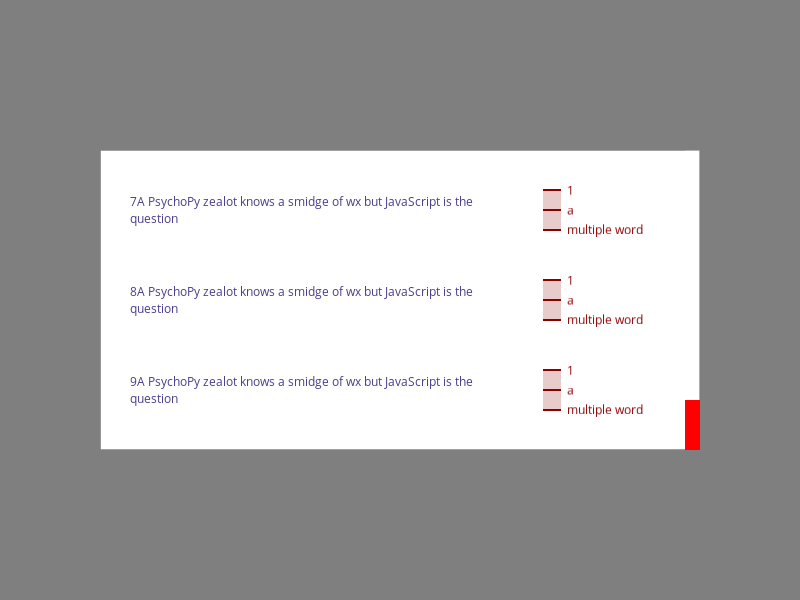 7A PsychoPy zealot knows a smidge of wx but JavaScript is the
question
1
a
multiple word
8A PsychoPy zealot knows a smidge of wx but JavaScript is the
question
1
a
multiple word
9A PsychoPy zealot knows a smidge of wx but JavaScript is the
question
1
a
multiple word